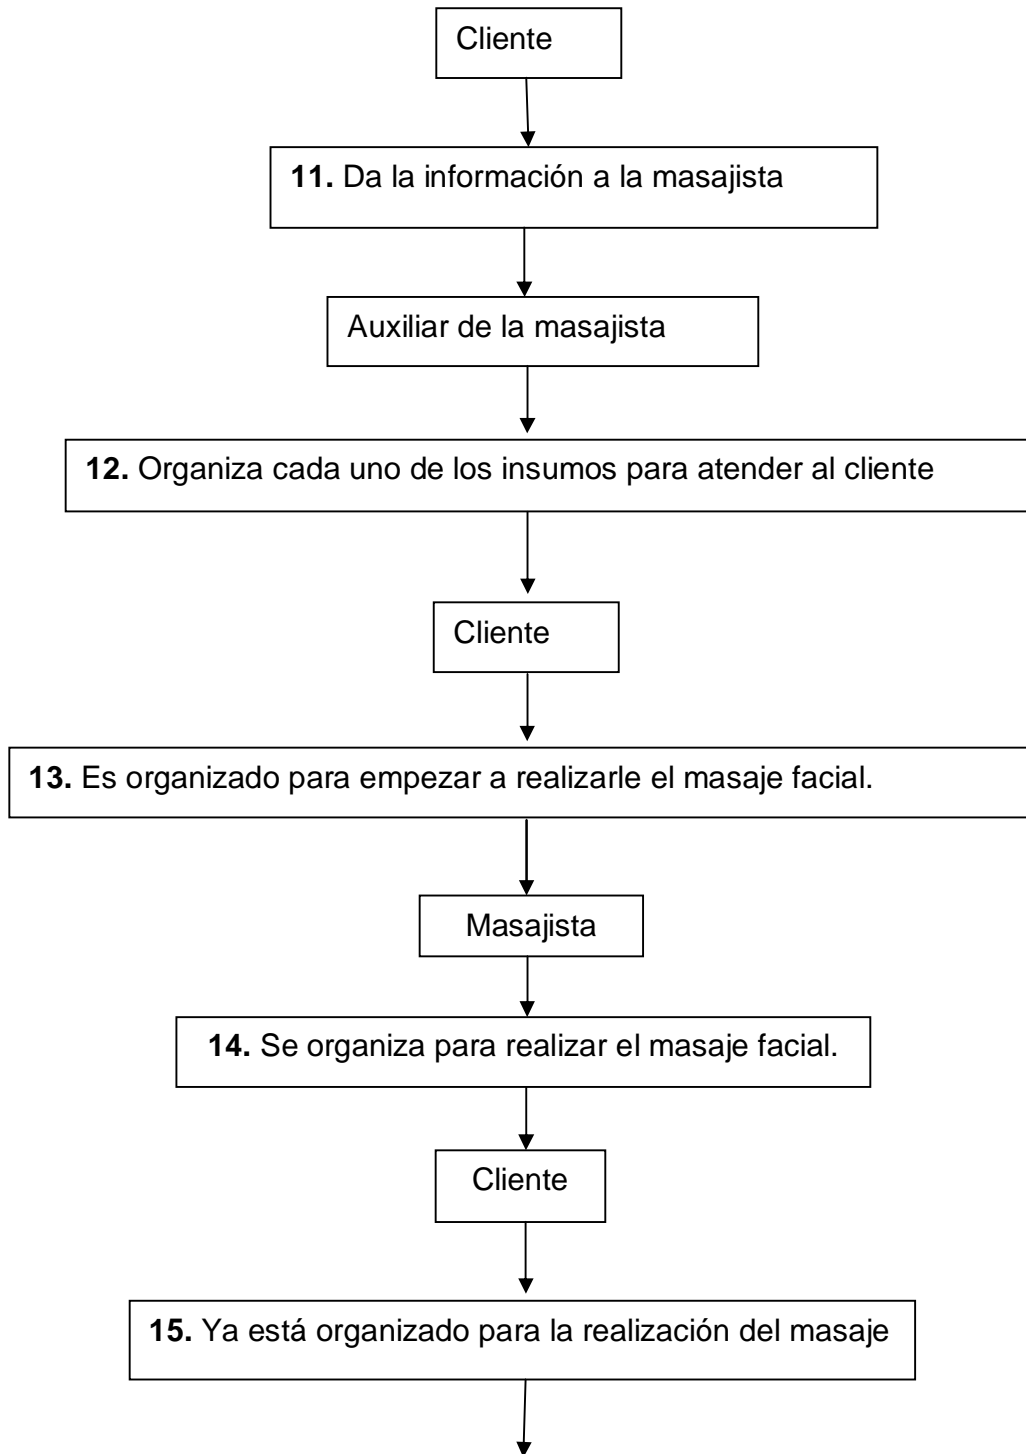 Cliente
11. Da la información a la masajista
Auxiliar de la masajista
12. Organiza cada uno de los insumos para atender al cliente
Cliente
13. Es organizado para empezar a realizarle el masaje facial.
Masajista
14. Se organiza para realizar el masaje facial.
Cliente
15. Ya está organizado para la realización del masaje